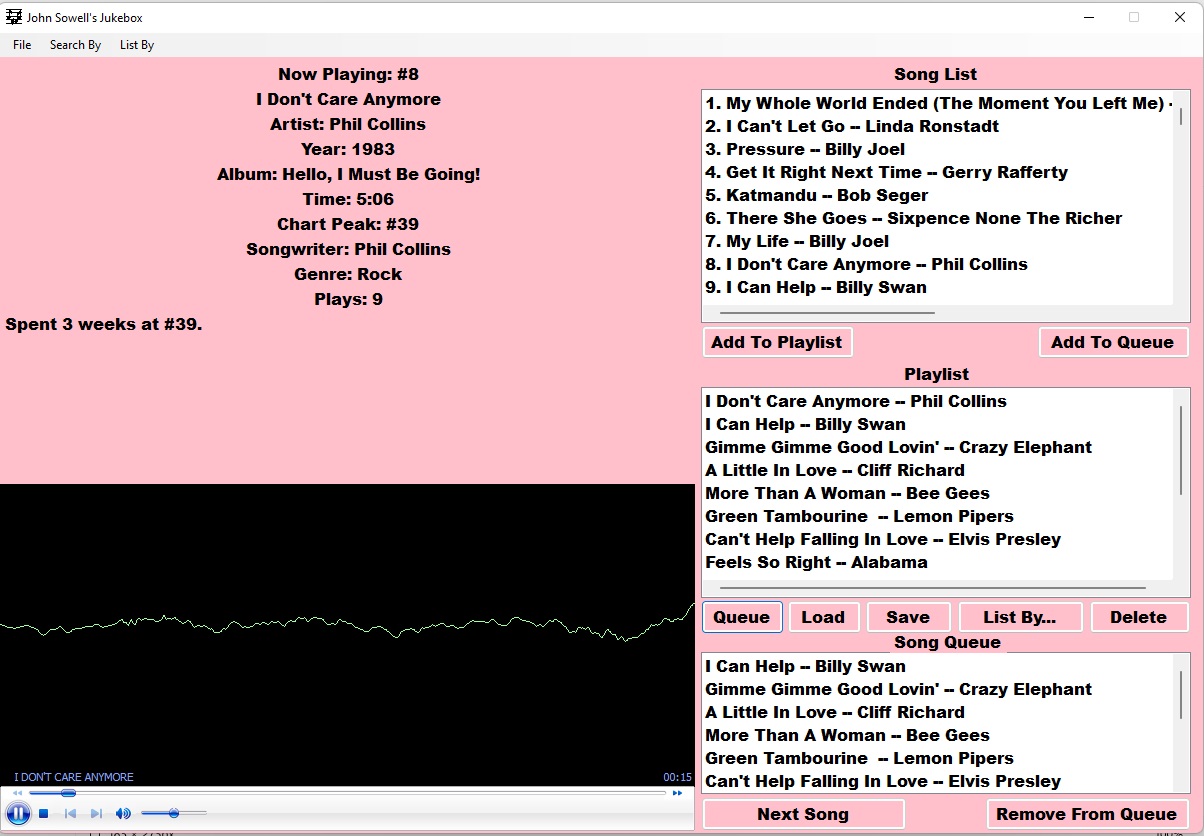 John Sowell's Jukebox
File Search By List By
Now Playing: #8
I Don't Care Anymore
Artist: Phil Collins
Year: 1983
Album: Hello, I Must Be Going!
Time: 5:06
Chart Peak: #39
Songwriter: Phil Collins
Genre: Rock
Plays: 9
Spent 3 weeks at #39.
I DON'T CARE ANYMORE 00:15
Song List
1. My Whole World Ended (The Moment You Left Me) -
2. I Can't Let Go -- Linda Ronstadt
3. Pressure -- Billy Joel
4. Get It Right Next Time -- Gerry Rafferty
5. Katmandu -- Bob Seger
6. There She Goes -- Sixpence None The Richer
7. My Life -- Billy Joel
8. I Don't Care Anymore -- Phil Collins
9. I Can Help -- Billy Swan
Add To Playlist Add To Queue
Playlist
I Don't Care Anymore -- Phil Collins
I Can Help -- Billy Swan
Gimme Gimme Good Lovin' -- Crazy Elephant
A Little In Love -- Cliff Richard
More Than A Woman -- Bee Gees
Green Tambourine  -- Lemon Pipers
Can't Help Falling In Love -- Elvis Presley
Feels So Right -- Alabama
Queue Load Save List By... Delete
Song Queue
I Can Help -- Billy Swan
Gimme Gimme Good Lovin' -- Crazy Elephant
A Little In Love -- Cliff Richard
More Than A Woman -- Bee Gees
Green Tambourine  -- Lemon Pipers
Can't Help Falling In Love -- Elvis Presley
Next Song Remove From Queue